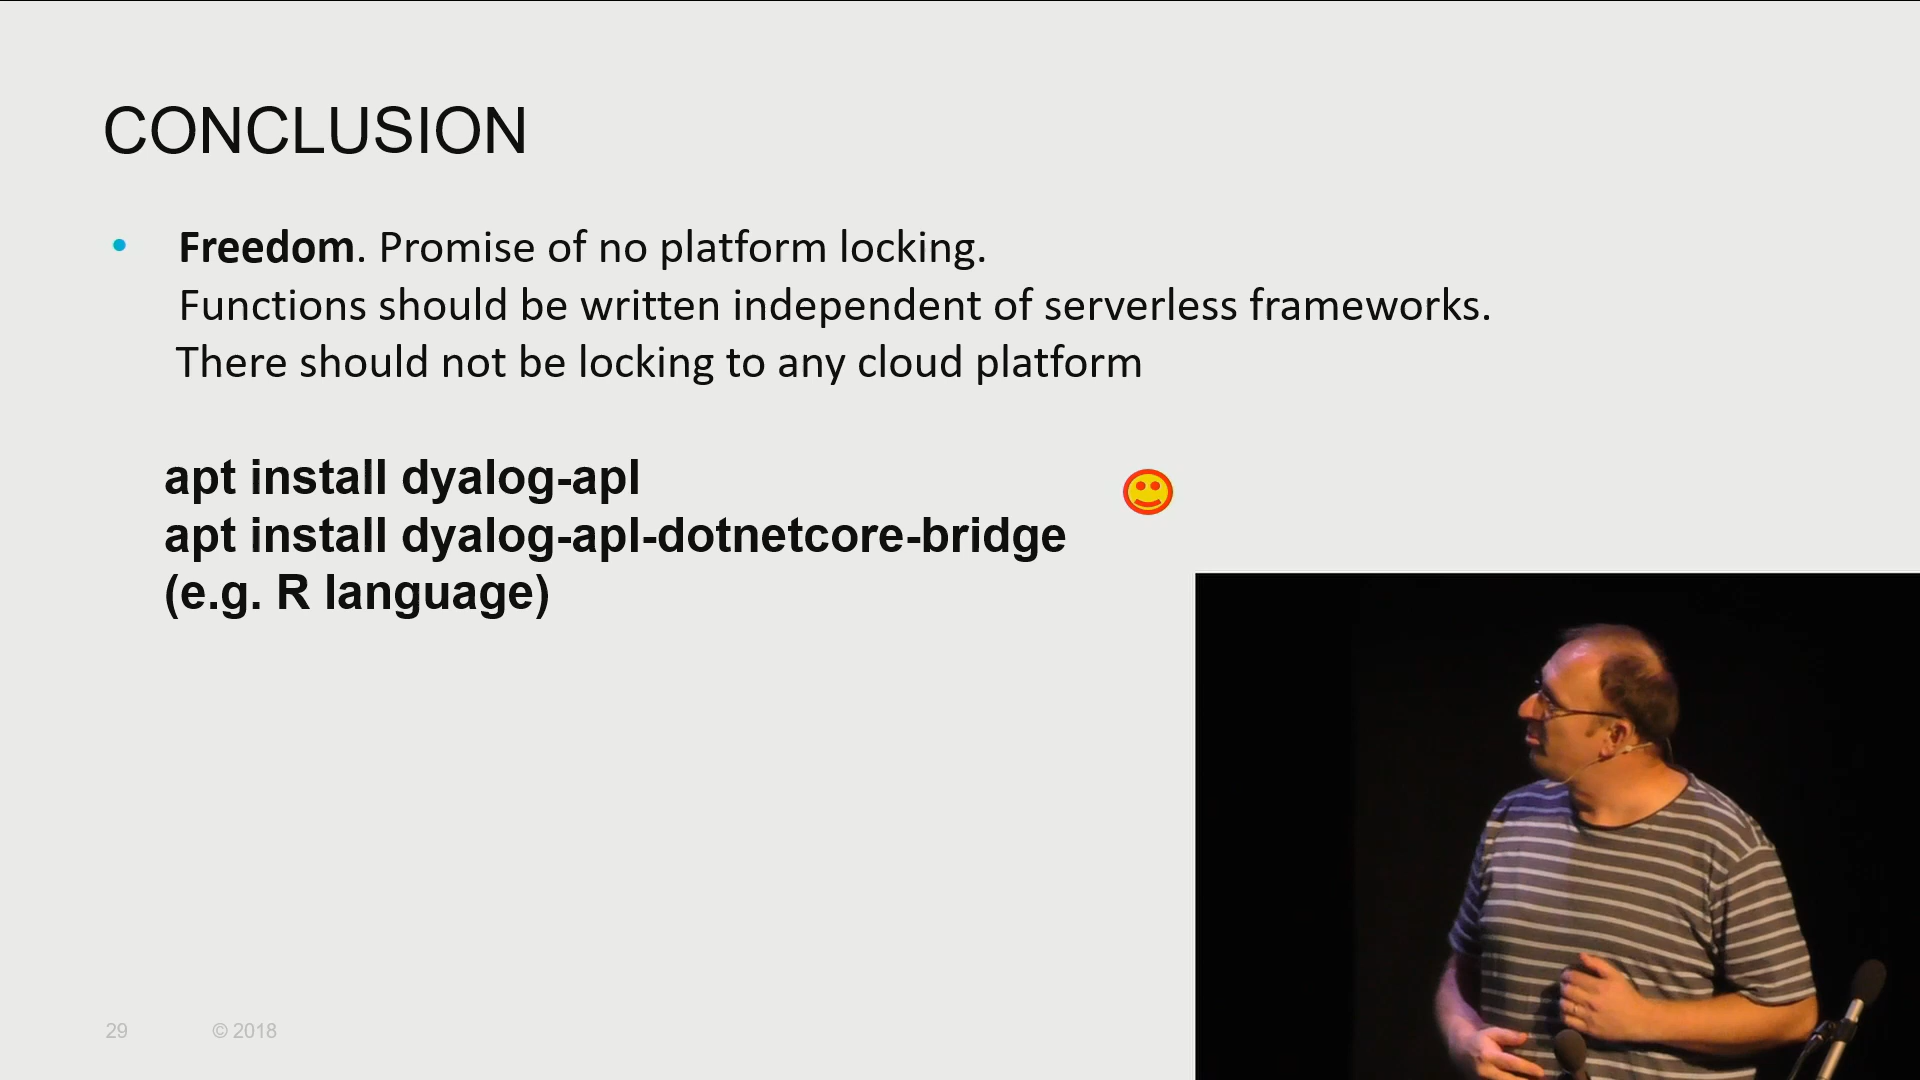 CONCLUSION
• Freedom. Promise of no platform locking.
Functions should be written independent of serverless frameworks.
There should not be locking to any cloud platform
apt install dyalog-apl
apt install dyalog-apl-dotnetcore-bridge
(e.g. R language)
29 © 2018